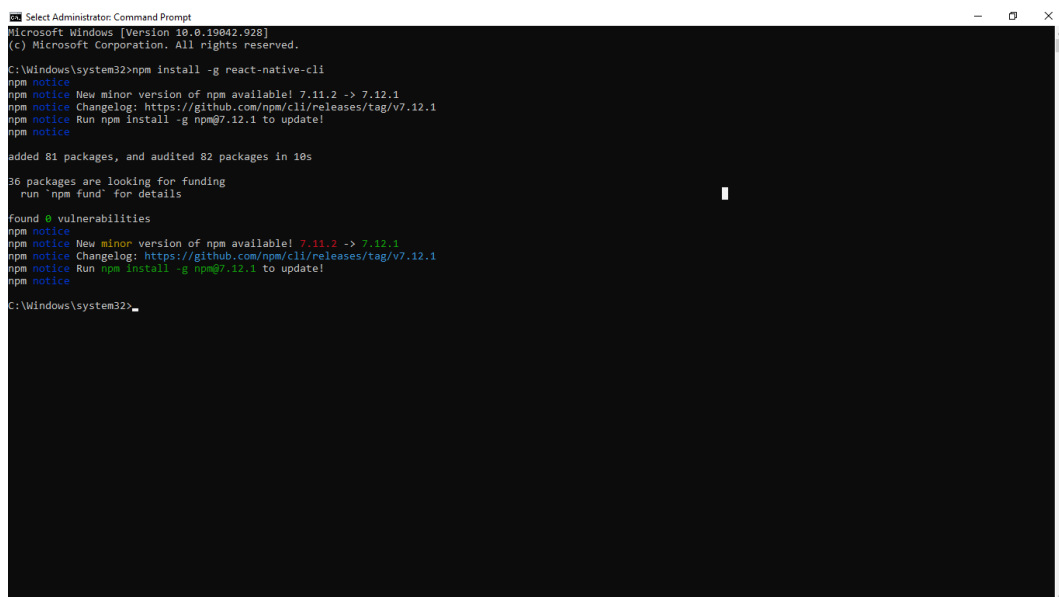 Select Administrator: Command Prompt
Microsoft Windows [Version 10.0.19042.928]
(c) Microsoft Corporation. All rights reserved.
C:\Windows\system32>npm install -g react-native-cli
npm notice
npm notice New minor version of npm available! 7.11.2 -> 7.12.1
npm notice Changelog: https://github.com/npm/cli/releases/tag/v7.12.1
npm notice Run npm install -g npm@7.12.1 to update!
npm notice
added 81 packages, and audited 82 packages in 10s
36 packages are looking for funding
run `npm fund` for details
found 0 vulnerabilities
npm notice
npm notice New minor version of npm available! 7.11.2 -> 7.12.1
npm notice Changelog: https://github.com/npm/cli/releases/tag/v7.12.1
npm notice Run npm install -g npm@7.12.1 to update!
npm notice
C:\Windows\system32>